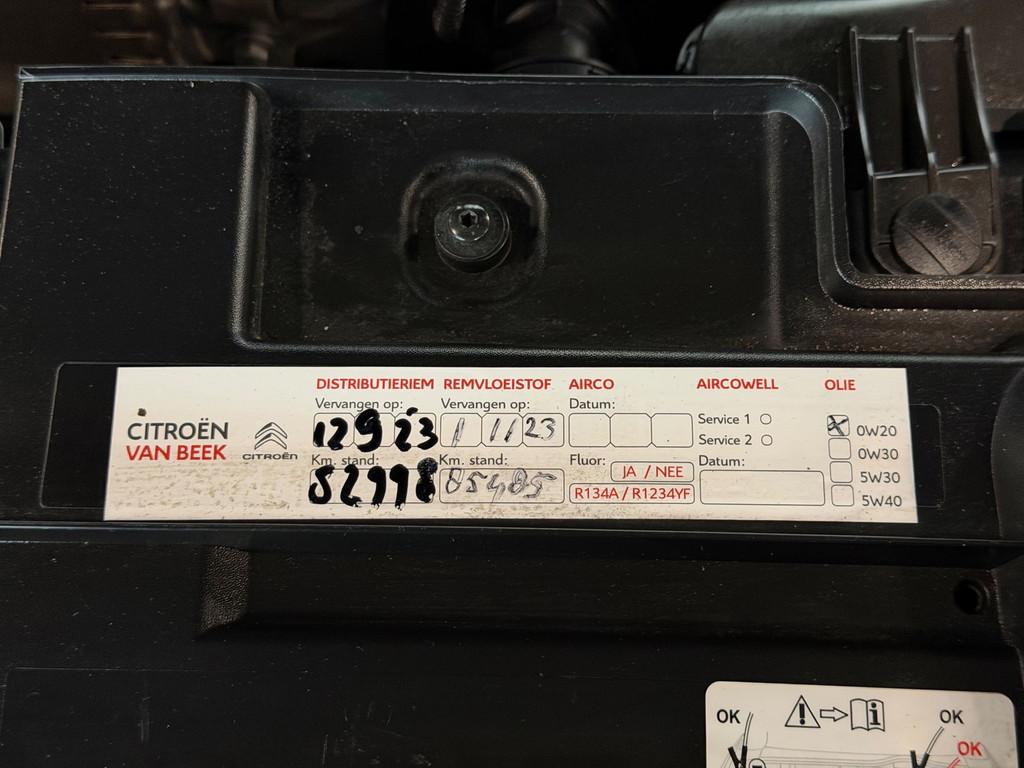 CITROËN
VAN BEEK
CITROËN
DISTRIBUTIERIEM
Vervangen op:
12 9 23
Km. stand:
REMVLOEISTOF
Vervangen op:
1 11 23
Km. stand:
AIRCO
Datum:
Fluor:
JA / NEE
R134A / R1234YF
AIRCOWELL
Service 1
Service 2
Datum:
OLIE
0W20
0W30
5W30
5W40
OK
OK
OK